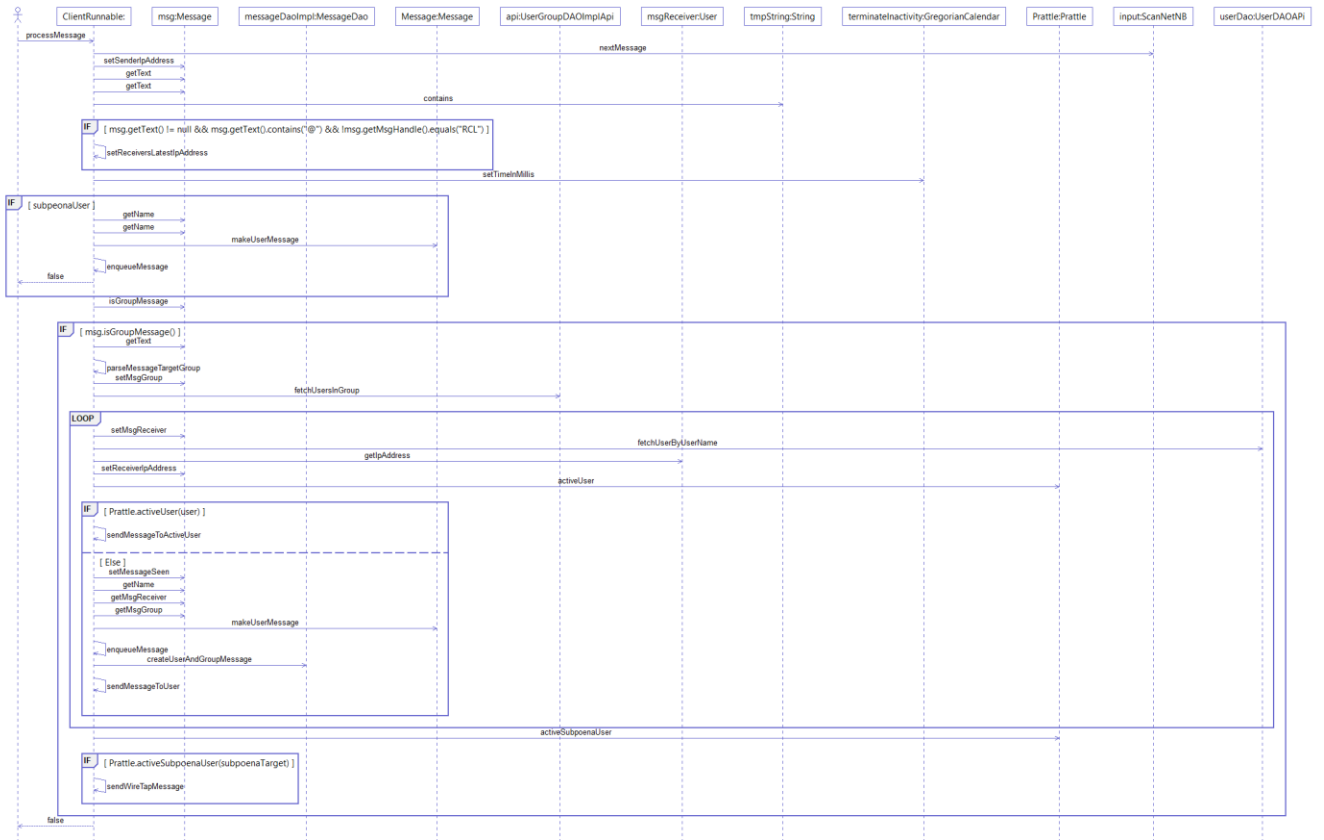 ClientRunnable: msg:Message messageDaoImpl:MessageDao Message:Message api:UserGroupDAOImplApi msgReceiver:User tmpString:String terminateInactivity:GregorianCalendar Prattle:Prattle input:ScanNetNB userDao:UserDAOAPi
processMessage
nextMessage
setSenderIpAddress
getText
getText
contains
IF [ msg.getText() != null && msg.getText().contains("@") && !msg.getMsgHandle().equals("RCL") ]
setReceiversLatestIpAddress
setTimeInMillis
IF [ subpeonaUser ]
getName
getName
makeUserMessage
enqueueMessage
false
isGroupMessage
IF [ msg.isGroupMessage() ]
getText
parseMessageTargetGroup
setMsgGroup
fetchUsersInGroup
LOOP
setMsgReceiver
fetchUserByUserName
getIpAddress
setReceiverIpAddress
activeUser
IF [ Prattle.activeUser(user) ]
sendMessageToActiveUser
[ Else ]
setMessageSeen
getName
getMsgReceiver
getMsgGroup
makeUserMessage
enqueueMessage
createUserAndGroupMessage
sendMessageToUser
activeSubpoenaUser
IF [ Prattle.activeSubpoenaUser(subpoenaTarget) ]
sendWireTapMessage
false